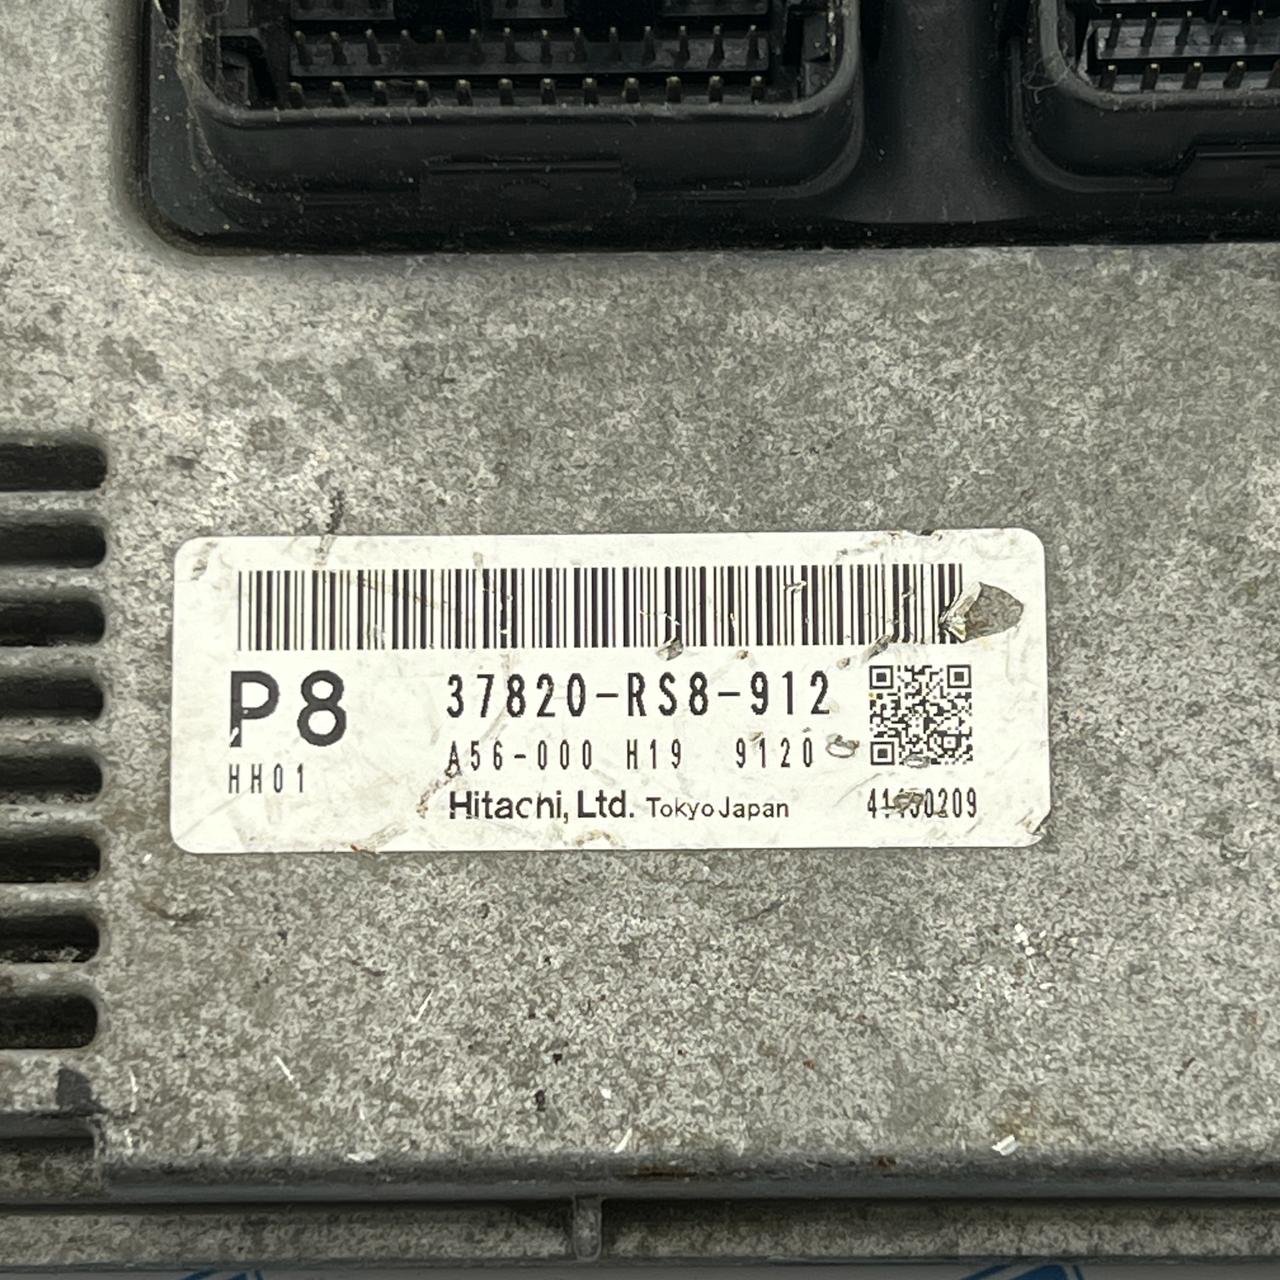 P8 37820-RS8-912
HH01 A56-000 H19 9120
Hitachi, Ltd. Tokyo Japan